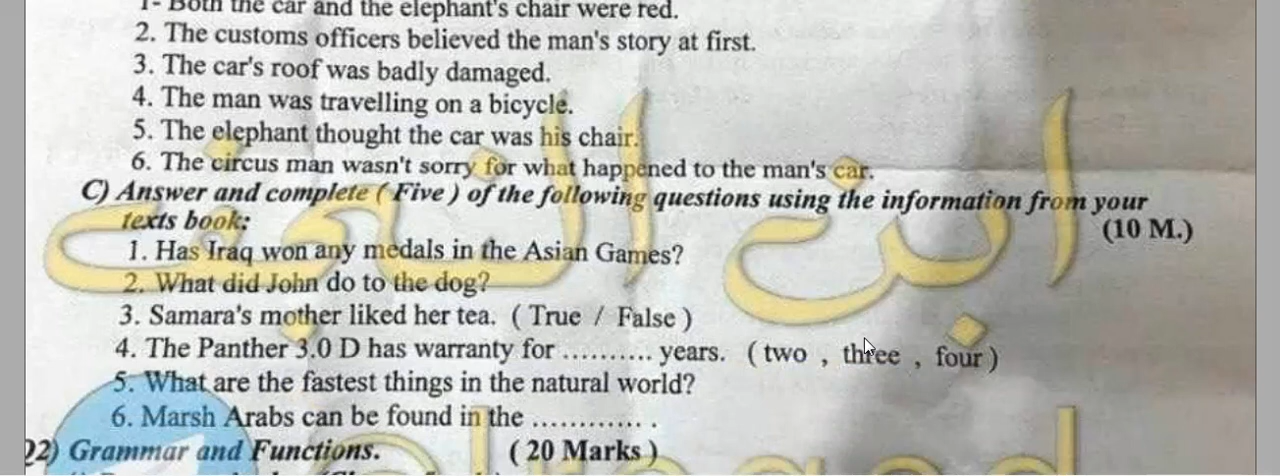 1- Both the car and the elephant's chair were red.
2. The customs officers believed the man's story at first.
3. The car's roof was badly damaged.
4. The man was travelling on a bicycle.
5. The elephant thought the car was his chair.
6. The circus man wasn't sorry for what happened to the man's car.
C) Answer and complete ( Five ) of the following questions using the information from your
texts book: (10 M.)
1. Has Iraq won any medals in the Asian Games?
2. What did John do to the dog?
3. Samara's mother liked her tea. ( True / False )
4. The Panther 3.0 D has warranty for .......... years. ( two , three , four )
5. What are the fastest things in the natural world?
6. Marsh Arabs can be found in the ............ .
Q2) Grammar and Functions. ( 20 Marks )